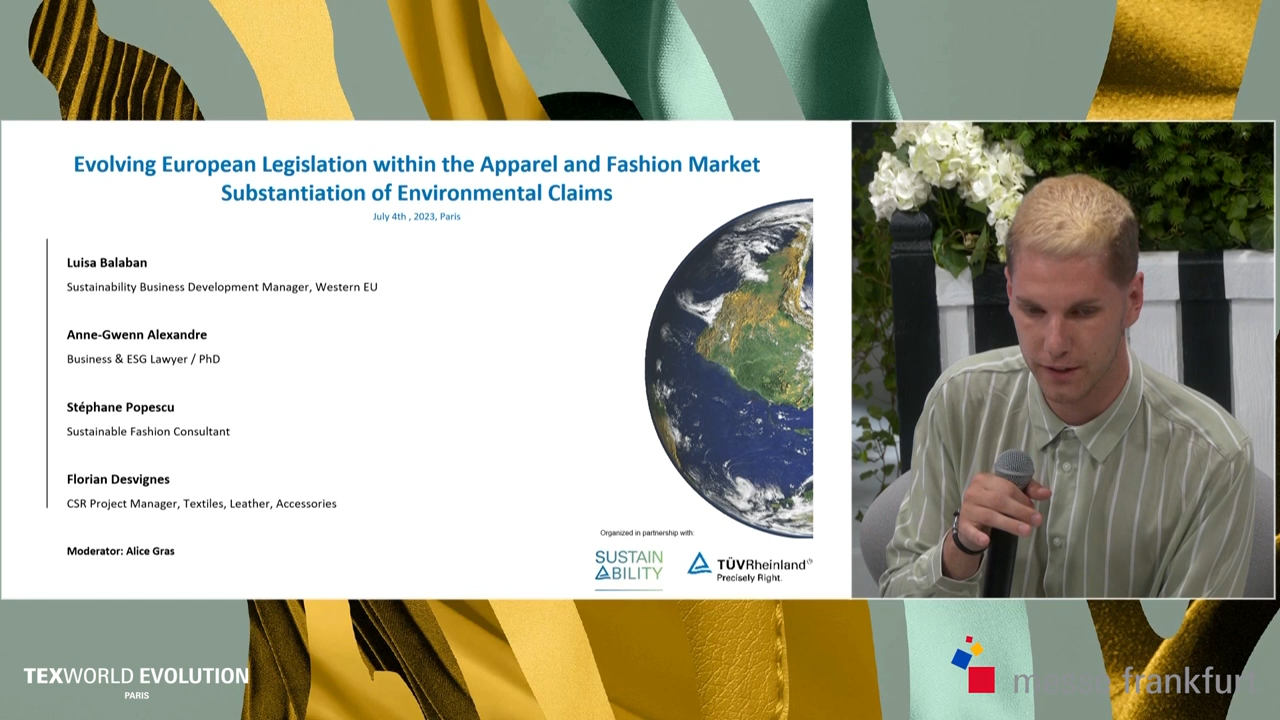 Evolving European Legislation within the Apparel and Fashion Market
Substantiation of Environmental Claims
July 4th , 2023, Paris
Luisa Balaban
Sustainability Business Development Manager, Western EU
Anne-Gwenn Alexandre
Business & ESG Lawyer / PhD
Stéphane Popescu
Sustainable Fashion Consultant
Florian Desvignes
CSR Project Manager, Textiles, Leather, Accessories
Moderator: Alice Gras
Organized in partnership with:
SUSTAIN
ABILITY
TÜVRheinland®
Precisely Right.
TEXWORLD EVOLUTION
PARIS
messe frankfurt